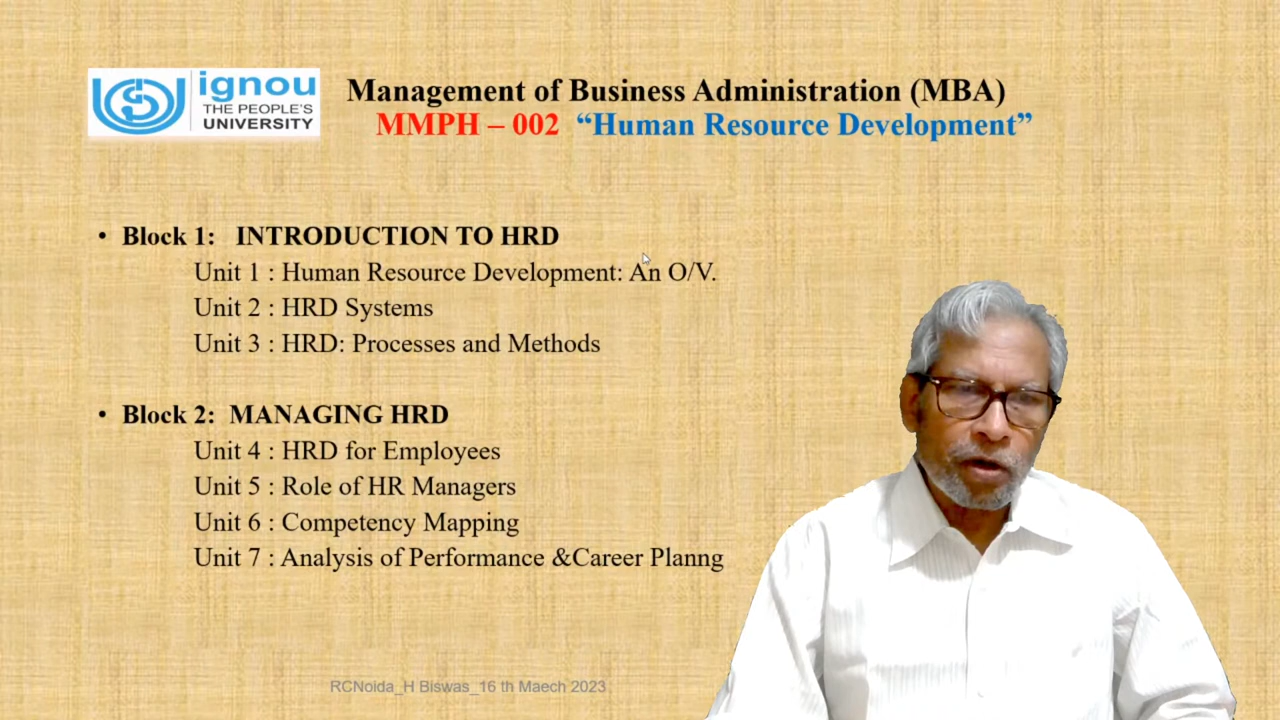 ignou
THE PEOPLE'S
UNIVERSITY
Management of Business Administration (MBA)
MMPH – 002 “Human Resource Development”
• Block 1: INTRODUCTION TO HRD
Unit 1 : Human Resource Development: An O/V.
Unit 2 : HRD Systems
Unit 3 : HRD: Processes and Methods
• Block 2: MANAGING HRD
Unit 4 : HRD for Employees
Unit 5 : Role of HR Managers
Unit 6 : Competency Mapping
Unit 7 : Analysis of Performance &Career Planng
RCNoida_H Biswas_16 th Maech 2023